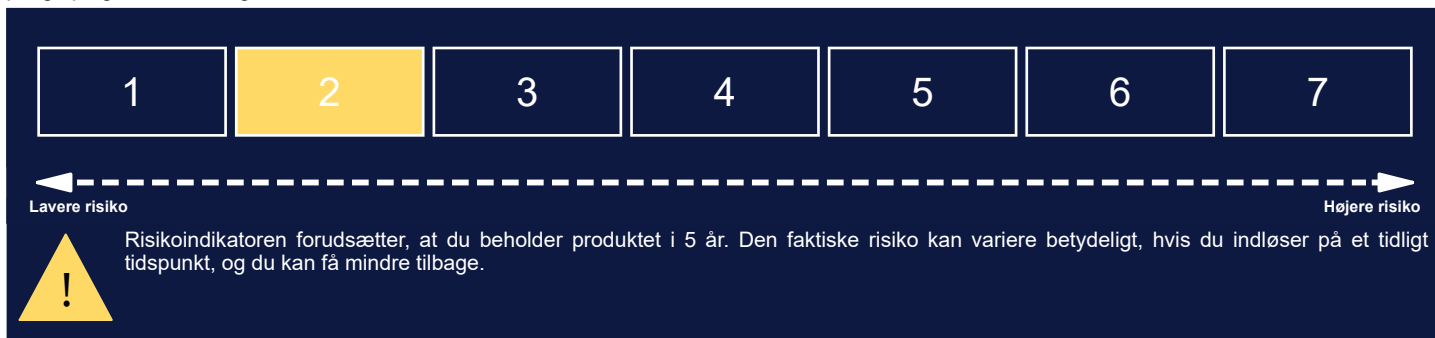 1 2 3 4 5 6 7
Lavere risiko Højere risiko
Risikoindikatoren forudsætter, at du beholder produktet i 5 år. Den faktiske risiko kan variere betydeligt, hvis du indløser på et tidligt
tidspunkt, og du kan få mindre tilbage.
!